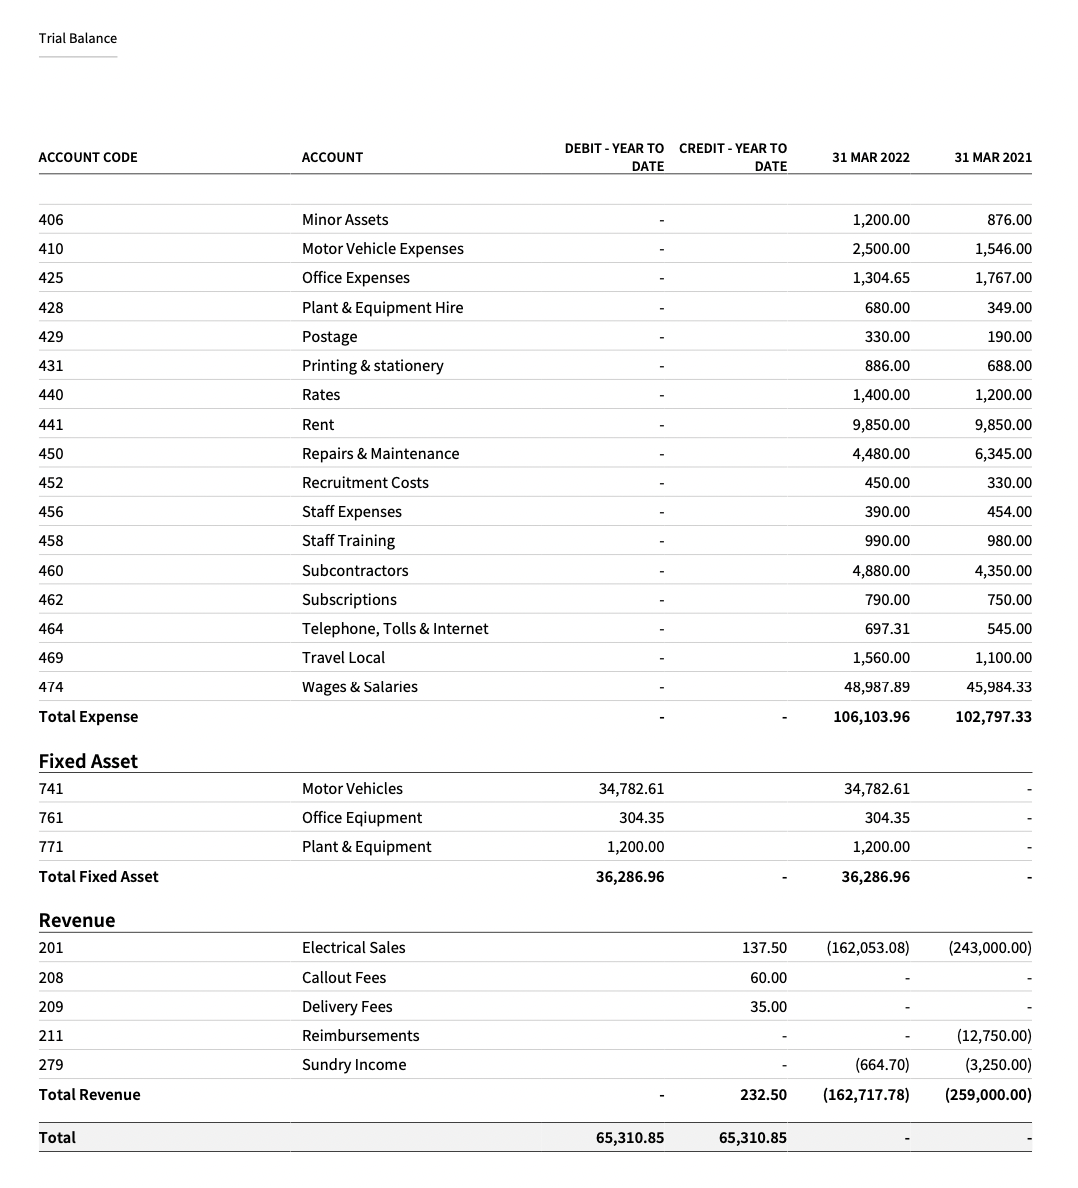 Trial Balance
ACCOUNT CODE ACCOUNT DEBIT - YEAR TO DATE CREDIT - YEAR TO DATE 31 MAR 2022 31 MAR 2021
406 Minor Assets - 1,200.00 876.00
410 Motor Vehicle Expenses - 2,500.00 1,546.00
425 Office Expenses - 1,304.65 1,767.00
428 Plant & Equipment Hire - 680.00 349.00
429 Postage - 330.00 190.00
431 Printing & stationery - 886.00 688.00
440 Rates - 1,400.00 1,200.00
441 Rent - 9,850.00 9,850.00
450 Repairs & Maintenance - 4,480.00 6,345.00
452 Recruitment Costs - 450.00 330.00
456 Staff Expenses - 390.00 454.00
458 Staff Training - 990.00 980.00
460 Subcontractors - 4,880.00 4,350.00
462 Subscriptions - 790.00 750.00
464 Telephone, Tolls & Internet - 697.31 545.00
469 Travel Local - 1,560.00 1,100.00
474 Wages & Salaries - 48,987.89 45,984.33
Total Expense - - 106,103.96 102,797.33
Fixed Asset
741 Motor Vehicles 34,782.61 34,782.61 -
761 Office Eqiupment 304.35 304.35 -
771 Plant & Equipment 1,200.00 1,200.00 -
Total Fixed Asset 36,286.96 - 36,286.96 -
Revenue
201 Electrical Sales 137.50 (162,053.08) (243,000.00)
208 Callout Fees 60.00 - -
209 Delivery Fees 35.00 - -
211 Reimbursements - - (12,750.00)
279 Sundry Income - (664.70) (3,250.00)
Total Revenue - 232.50 (162,717.78) (259,000.00)
Total 65,310.85 65,310.85 - -